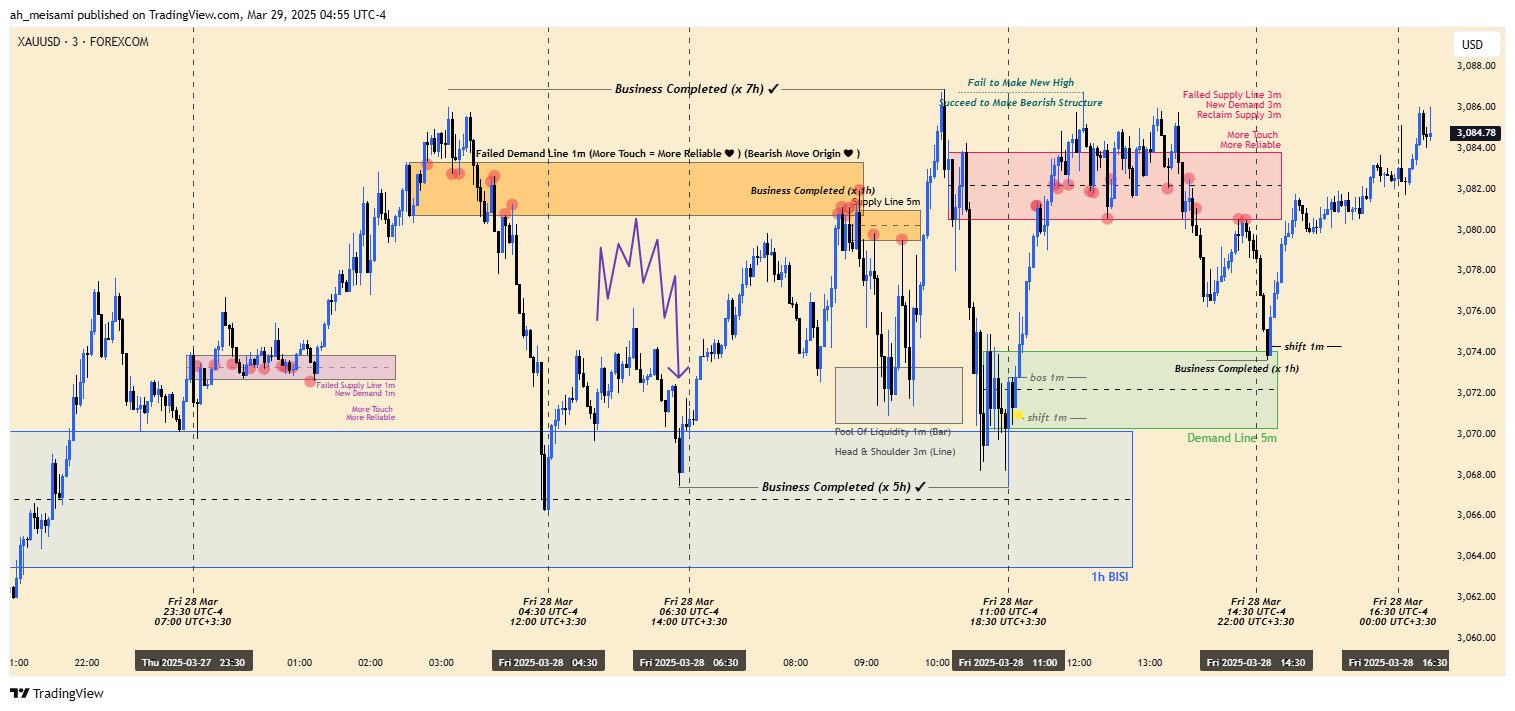 ah_meisami published on TradingView.com, Mar 29, 2025 04:55 UTC-4
XAUUSD · 3 · FOREXCOM
USD
3,088.00
3,086.00
3,084.78
3,084.00
3,082.00
3,080.00
3,078.00
3,076.00
3,074.00
3,072.00
3,070.00
3,068.00
3,066.00
3,064.00
3,062.00
3,060.00
Business Completed (x 7h) ✓
Fail to Make New High
Succeed to Make Bearish Structure
Failed Supply Line 3m
New Demand 3m
Reclaim Supply 3m
More Touch
More Reliable
Failed Demand Line 1m (More Touch = More Reliable ♥ ) (Bearish Move Origin ♥ )
Business Completed (x 1h)
Supply Line 5m
Failed Supply Line 1m
New Demand 1m
More Touch
More Reliable
shift 1m
Business Completed (x 1h)
bos 1m
shift 1m
Pool Of Liquidity 1m (Bar)
Head & Shoulder 3m (Line)
Demand Line 5m
Business Completed (x 5h) ✓
1h BISI
Fri 28 Mar
23:30 UTC-4
07:00 UTC+3:30
Fri 28 Mar
04:30 UTC-4
12:00 UTC+3:30
Fri 28 Mar
06:30 UTC-4
14:00 UTC+3:30
Fri 28 Mar
11:00 UTC-4
18:30 UTC+3:30
Fri 28 Mar
14:30 UTC-4
22:00 UTC+3:30
Fri 28 Mar
16:30 UTC-4
00:00 UTC+3:30
1:00
22:00
Thu 2025-03-27 23:30
01:00
02:00
03:00
Fri 2025-03-28 04:30
Fri 2025-03-28 06:30
08:00
09:00
10:00
Fri 2025-03-28 11:00
12:00
13:00
Fri 2025-03-28 14:30
Fri 2025-03-28 16:30
TradingView